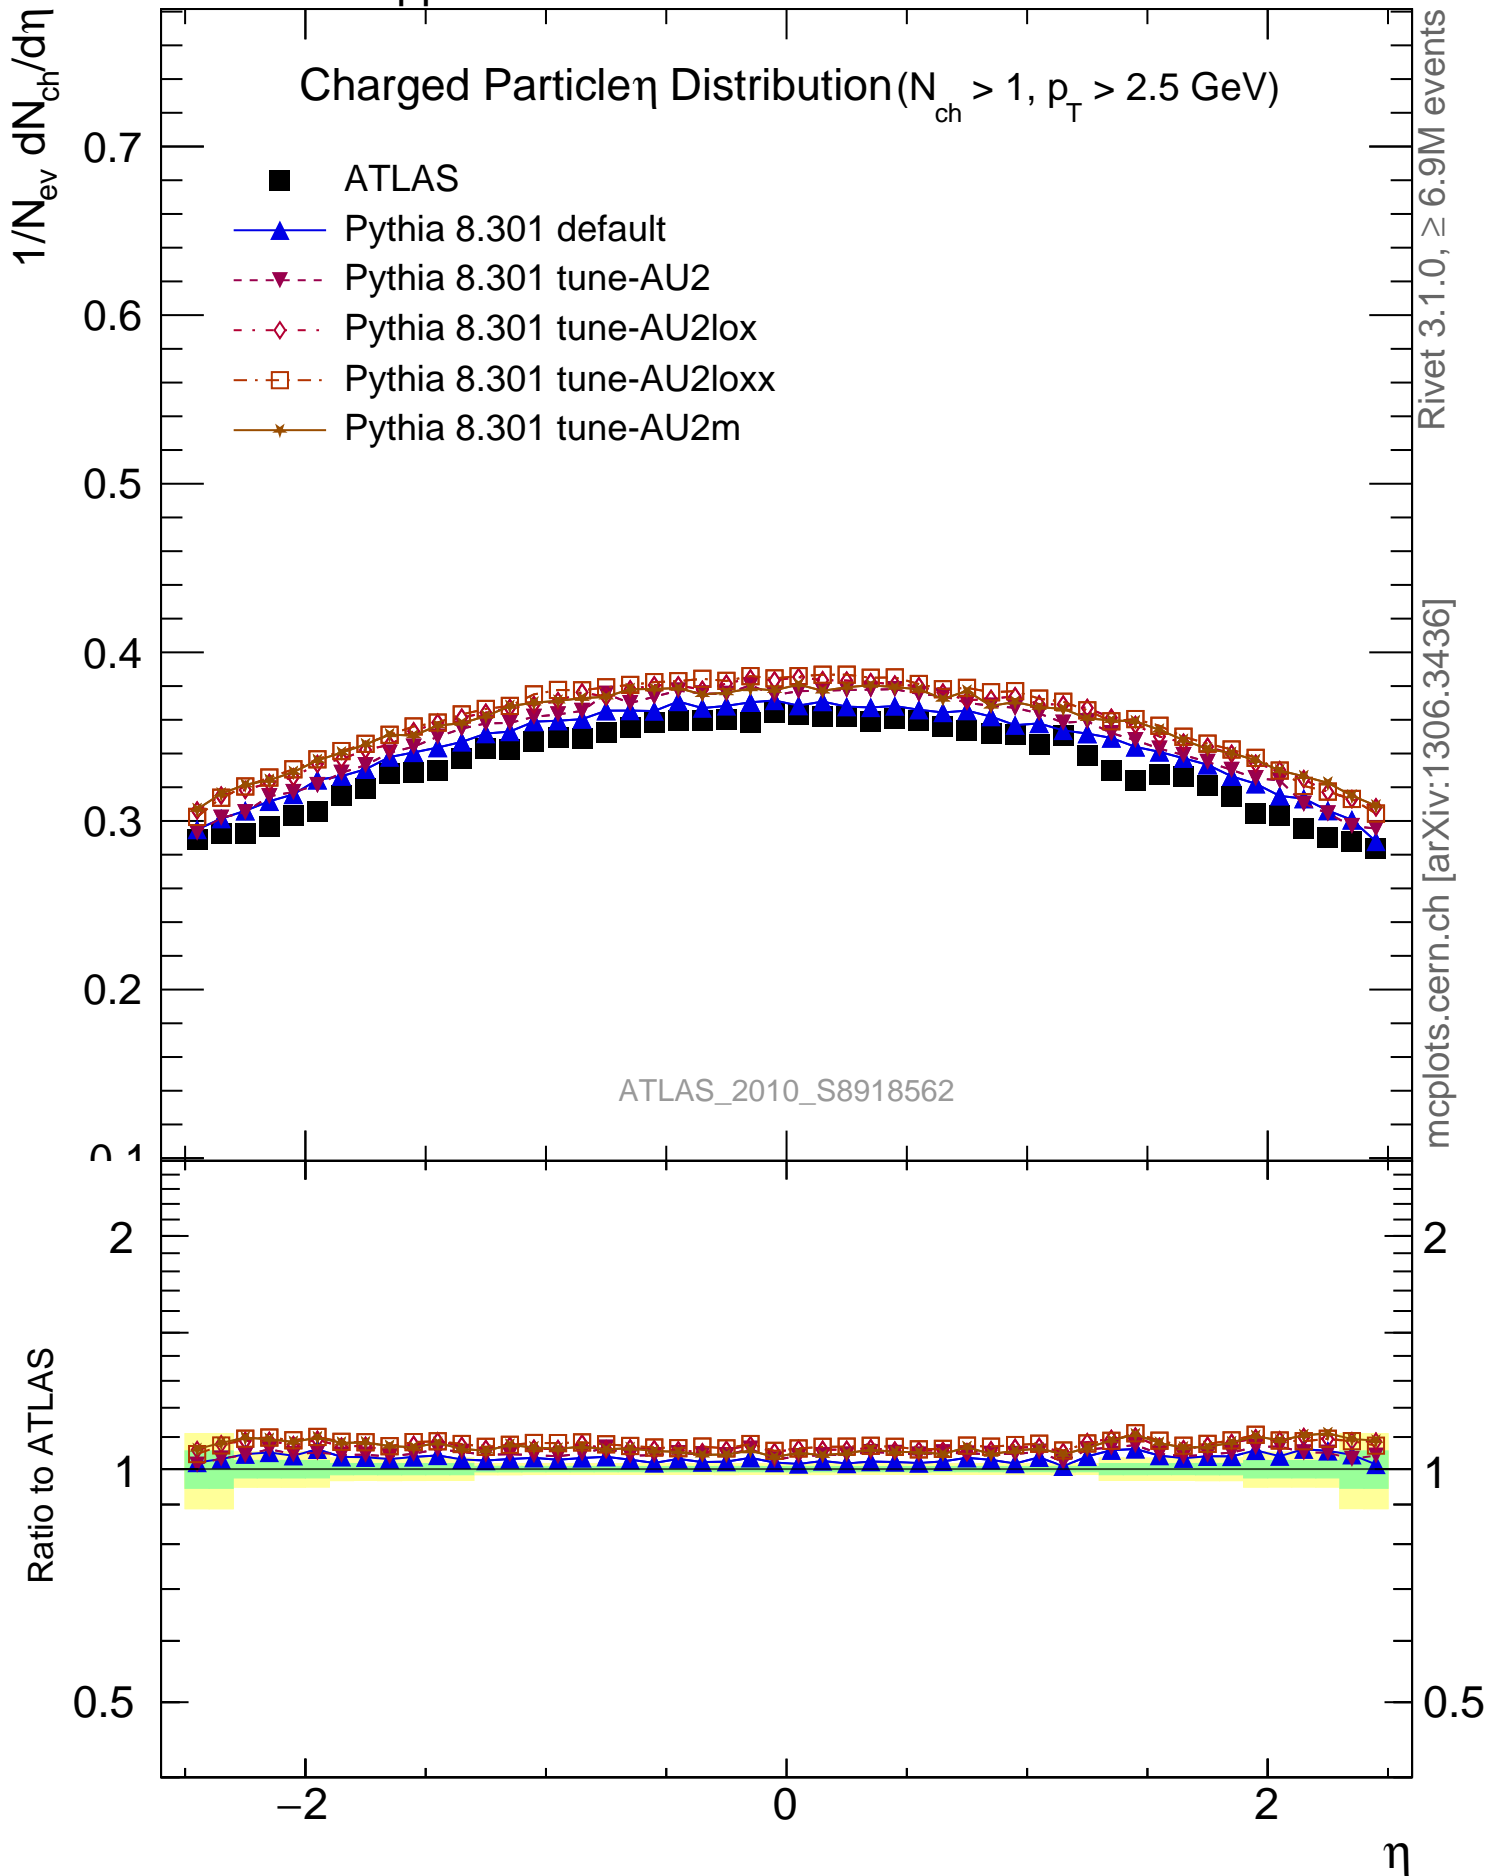 pp
1/N_ev dN_ch/dη
Charged Particleη Distribution (N_ch > 1, p_T > 2.5 GeV)
ATLAS
Pythia 8.301 default
Pythia 8.301 tune-AU2
Pythia 8.301 tune-AU2lox
Pythia 8.301 tune-AU2loxx
Pythia 8.301 tune-AU2m
0.7
0.6
0.5
0.4
0.3
0.2
0.1
ATLAS_2010_S8918562
Rivet 3.1.0, ≥ 6.9M events
mcplots.cern.ch [arXiv:1306.3436]
Ratio to ATLAS
2
1
0.5
2
1
0.5
−2
0
2
η